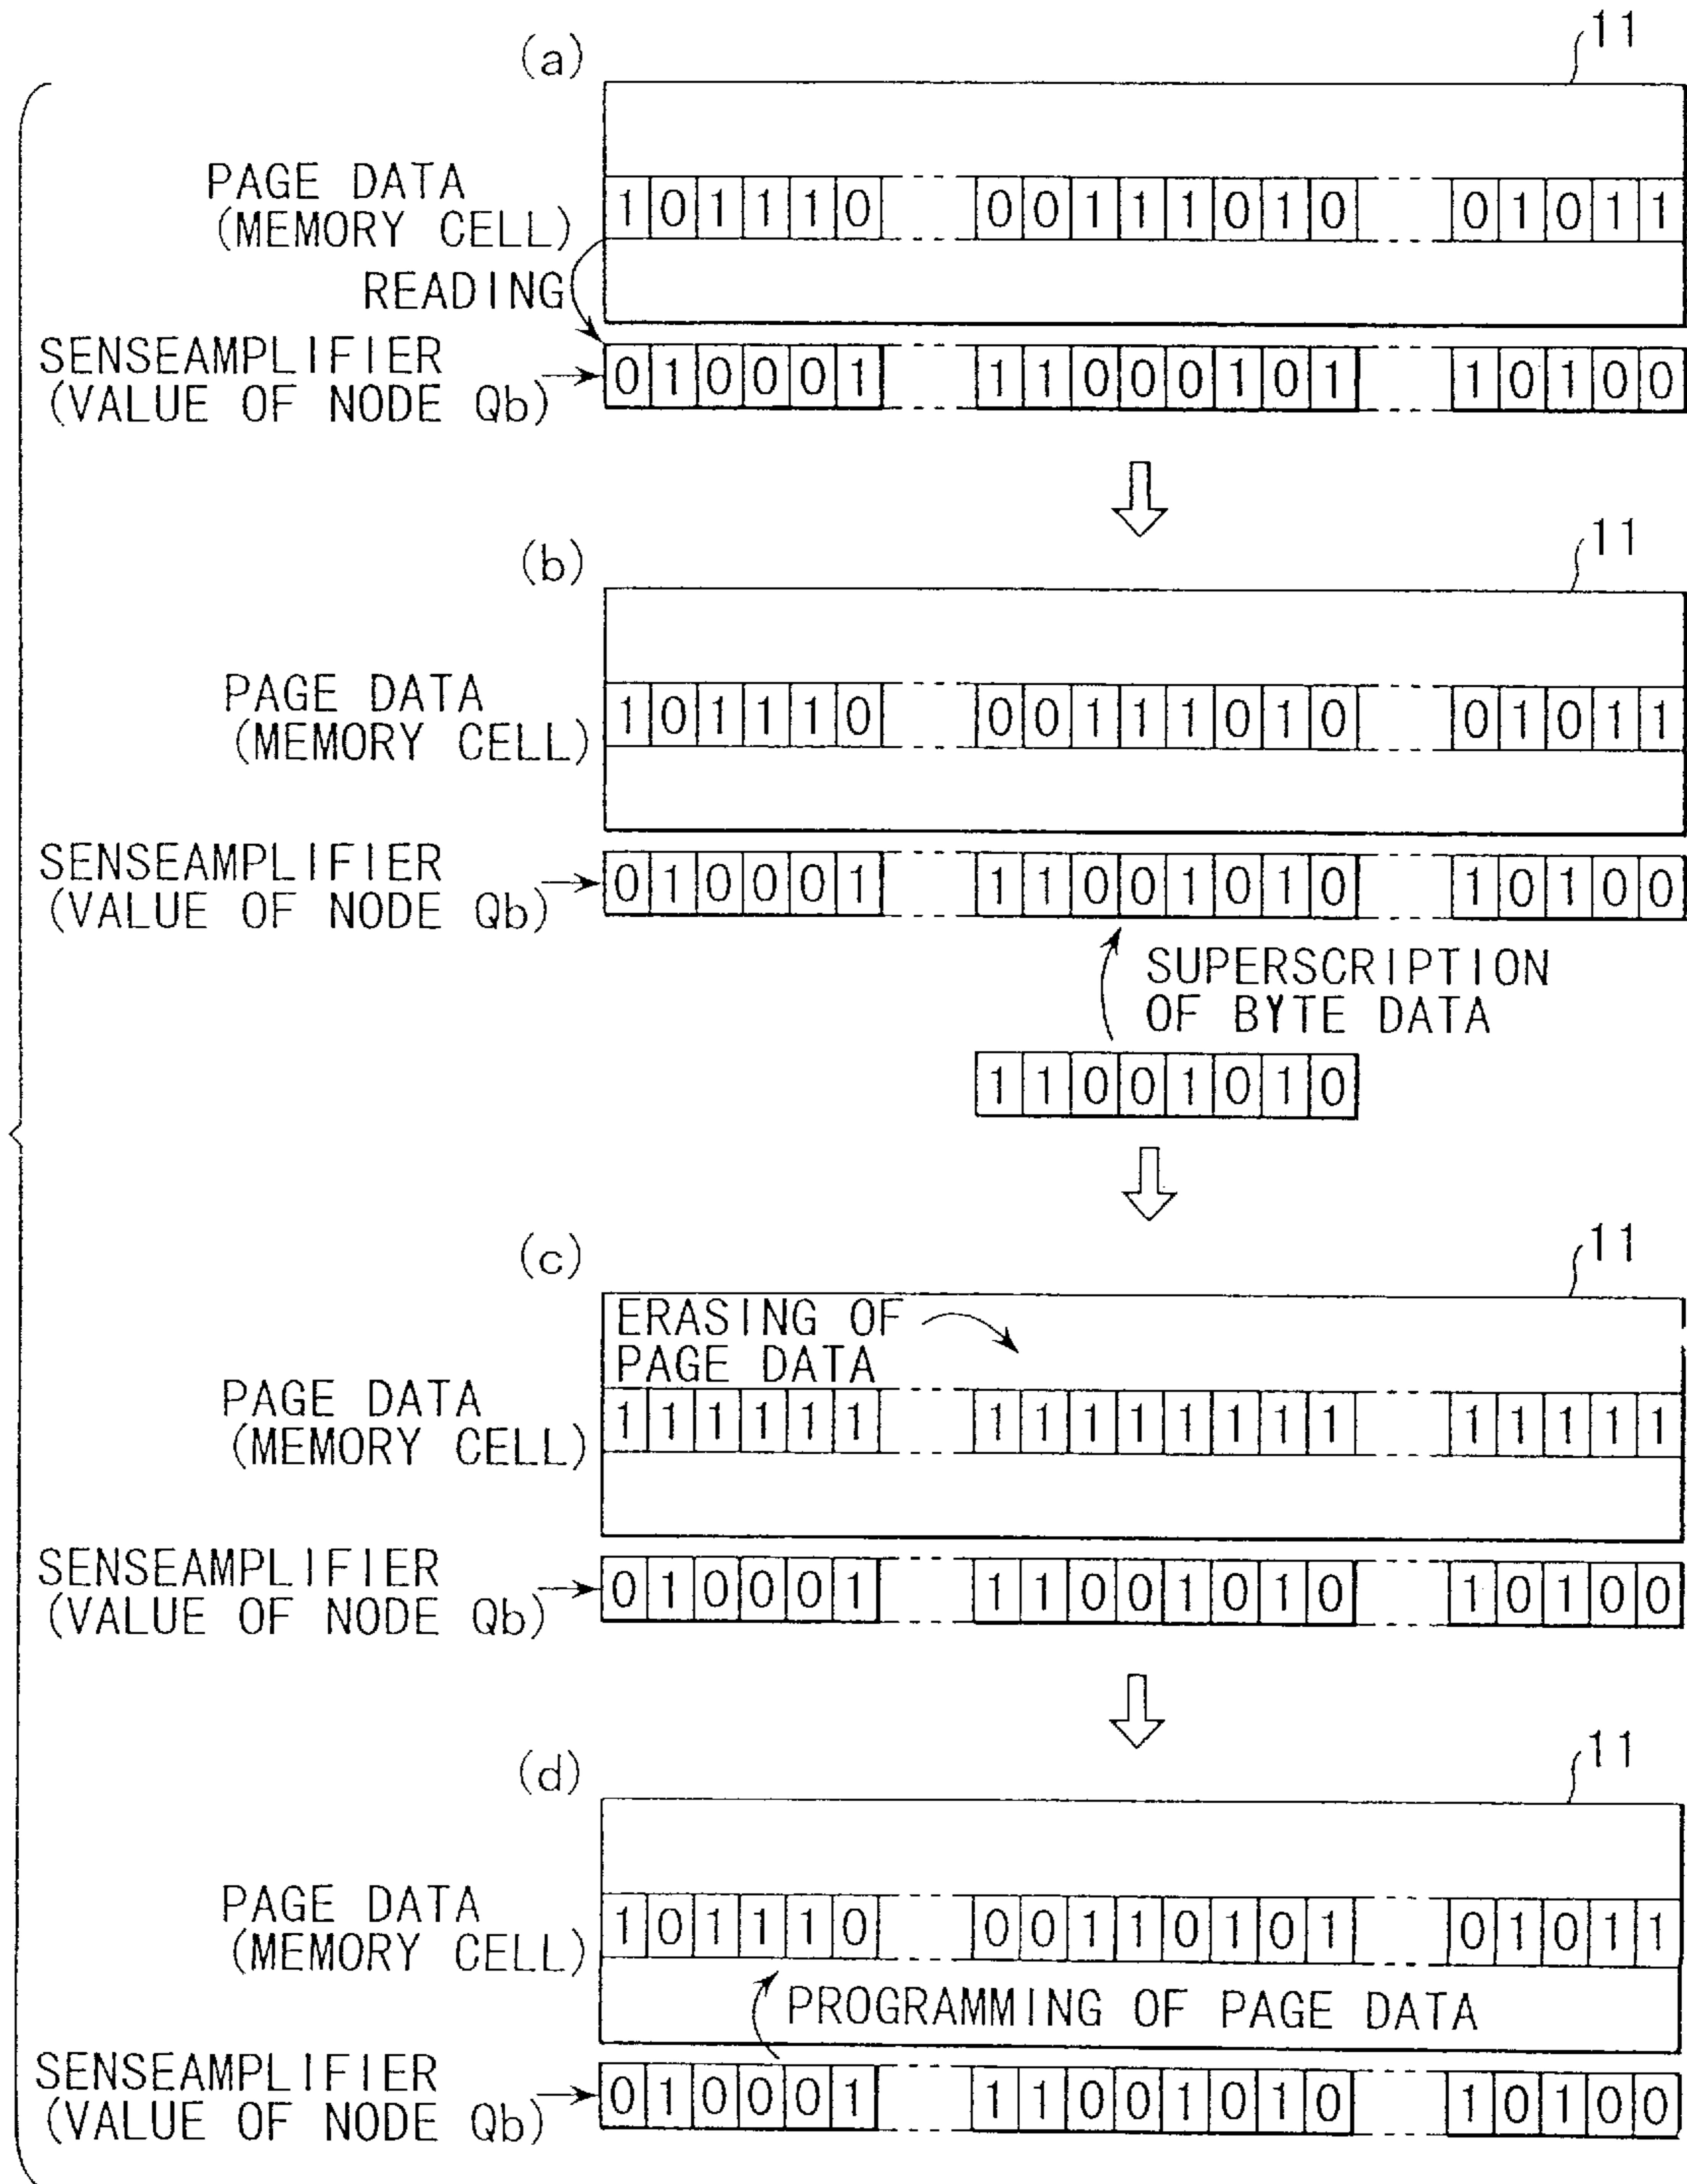 (a)
11
PAGE DATA
(MEMORY CELL)
1 0 1 1 1 0 0 0 1 1 1 0 1 0 0 1 0 1 1
READING
SENSEAMPLIFIER
(VALUE OF NODE Qb)
0 1 0 0 0 1 1 1 0 0 0 1 0 1 1 0 1 0 0
(b)
11
PAGE DATA
(MEMORY CELL)
1 0 1 1 1 0 0 0 1 1 1 0 1 0 0 1 0 1 1
SENSEAMPLIFIER
(VALUE OF NODE Qb)
0 1 0 0 0 1 1 1 0 0 1 0 1 0 1 0 1 0 0
SUPERSCRIPTION
OF BYTE DATA
1 1 0 0 1 0 1 0
(c)
11
ERASING OF
PAGE DATA
PAGE DATA
(MEMORY CELL)
1 1 1 1 1 1 1 1 1 1 1 1 1 1 1 1 1 1 1
SENSEAMPLIFIER
(VALUE OF NODE Qb)
0 1 0 0 0 1 1 1 0 0 1 0 1 0 1 0 1 0 0
(d)
11
PAGE DATA
(MEMORY CELL)
1 0 1 1 1 0 0 0 1 1 0 1 0 1 0 1 0 1 1
PROGRAMMING OF PAGE DATA
SENSEAMPLIFIER
(VALUE OF NODE Qb)
0 1 0 0 0 1 1 1 0 0 1 0 1 0 1 0 1 0 0